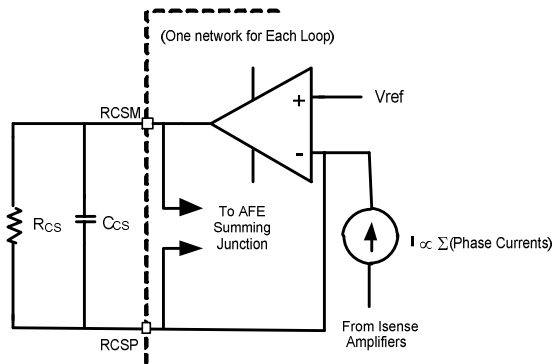 (One network for Each Loop)
RCSM
+
Vref
-
RCS
CCS
To AFE
Summing
Junction
I ∝ Σ(Phase Currents)
From Isense
Amplifiers
RCSP